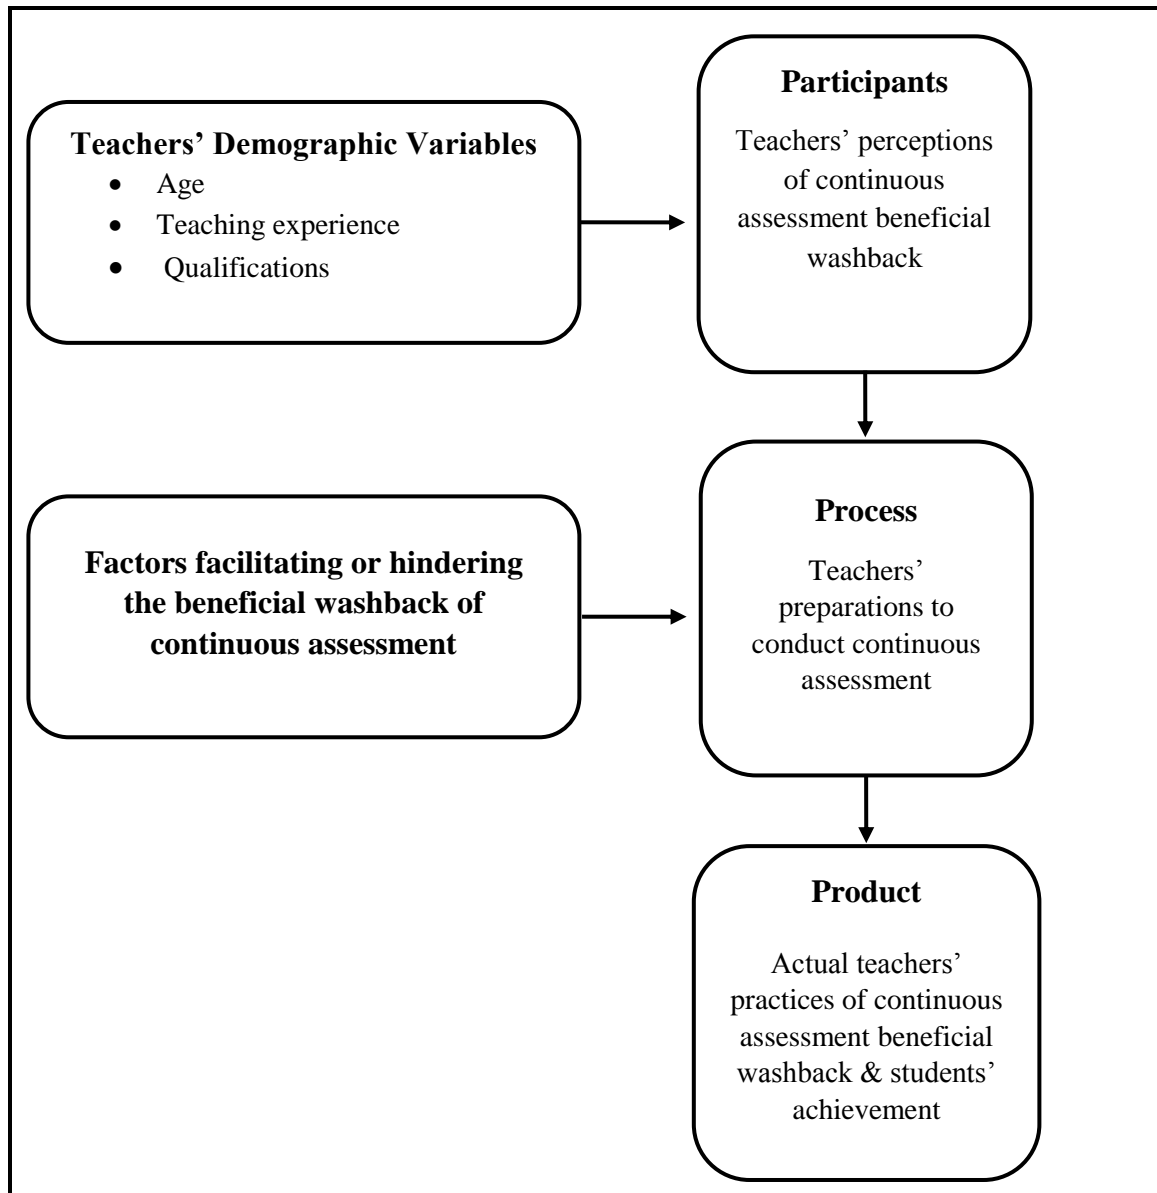 Teachers’ Demographic Variables
• Age
• Teaching experience
• Qualifications
Participants
Teachers’ perceptions
of continuous
assessment beneficial
washback
Factors facilitating or hindering
the beneficial washback of
continuous assessment
Process
Teachers’
preparations to
conduct continuous
assessment
Product
Actual teachers’
practices of continuous
assessment beneficial
washback & students’
achievement